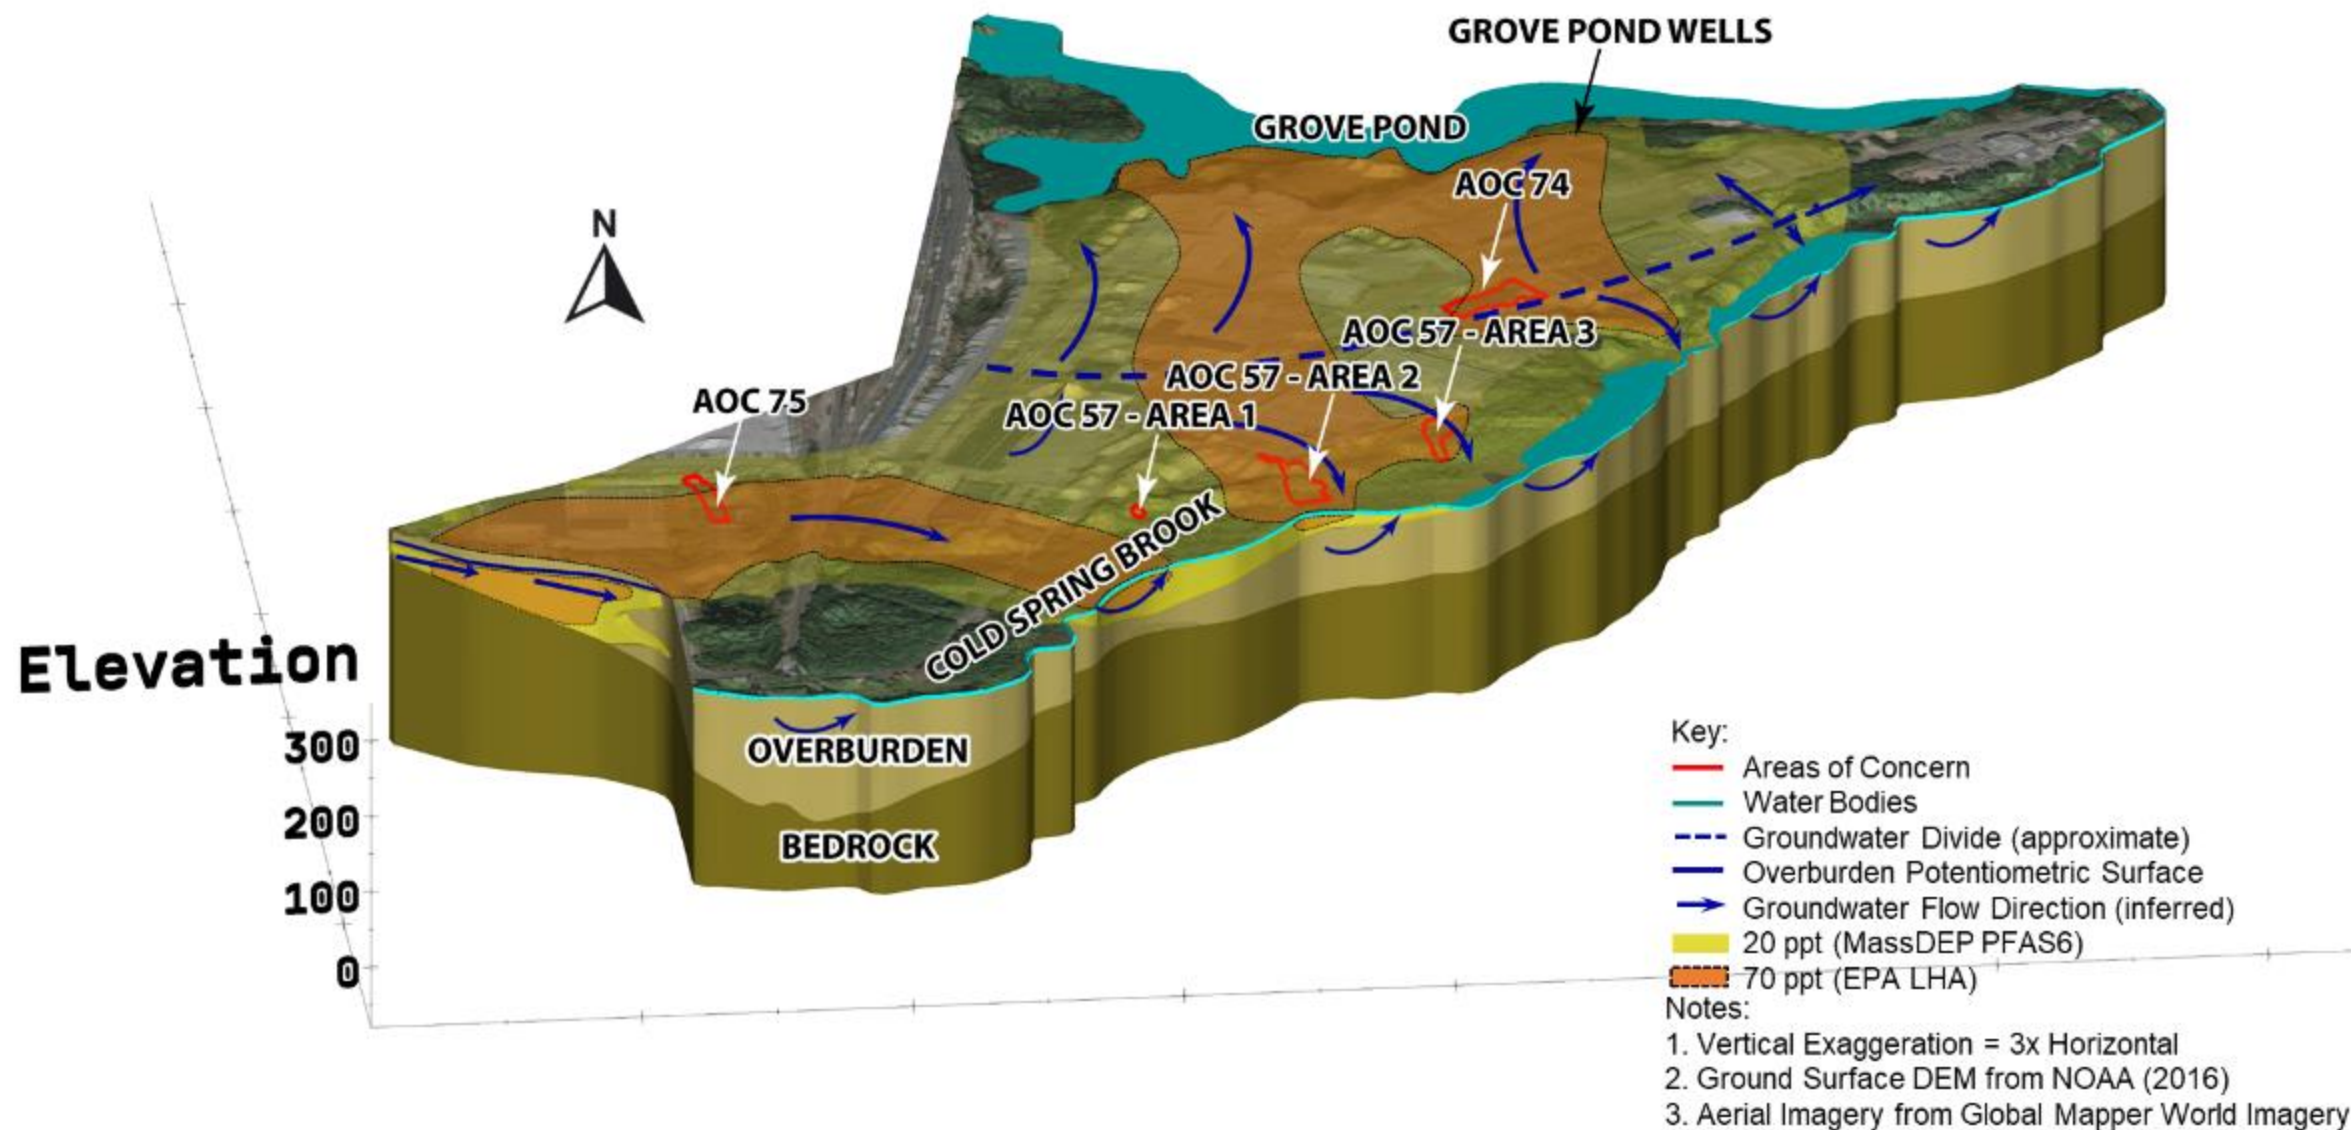 GROVE POND WELLS
GROVE POND
AOC 74
N
AOC 57 - AREA 3
AOC 57 - AREA 2
AOC 75
AOC 57 - AREA 1
COLD SPRING BROOK
Elevation
300
200
100
0
OVERBURDEN
BEDROCK
Key:
Areas of Concern
Water Bodies
Groundwater Divide (approximate)
Overburden Potentiometric Surface
Groundwater Flow Direction (inferred)
20 ppt (MassDEP PFAS6)
70 ppt (EPA LHA)
Notes:
1. Vertical Exaggeration = 3x Horizontal
2. Ground Surface DEM from NOAA (2016)
3. Aerial Imagery from Global Mapper World Imagery